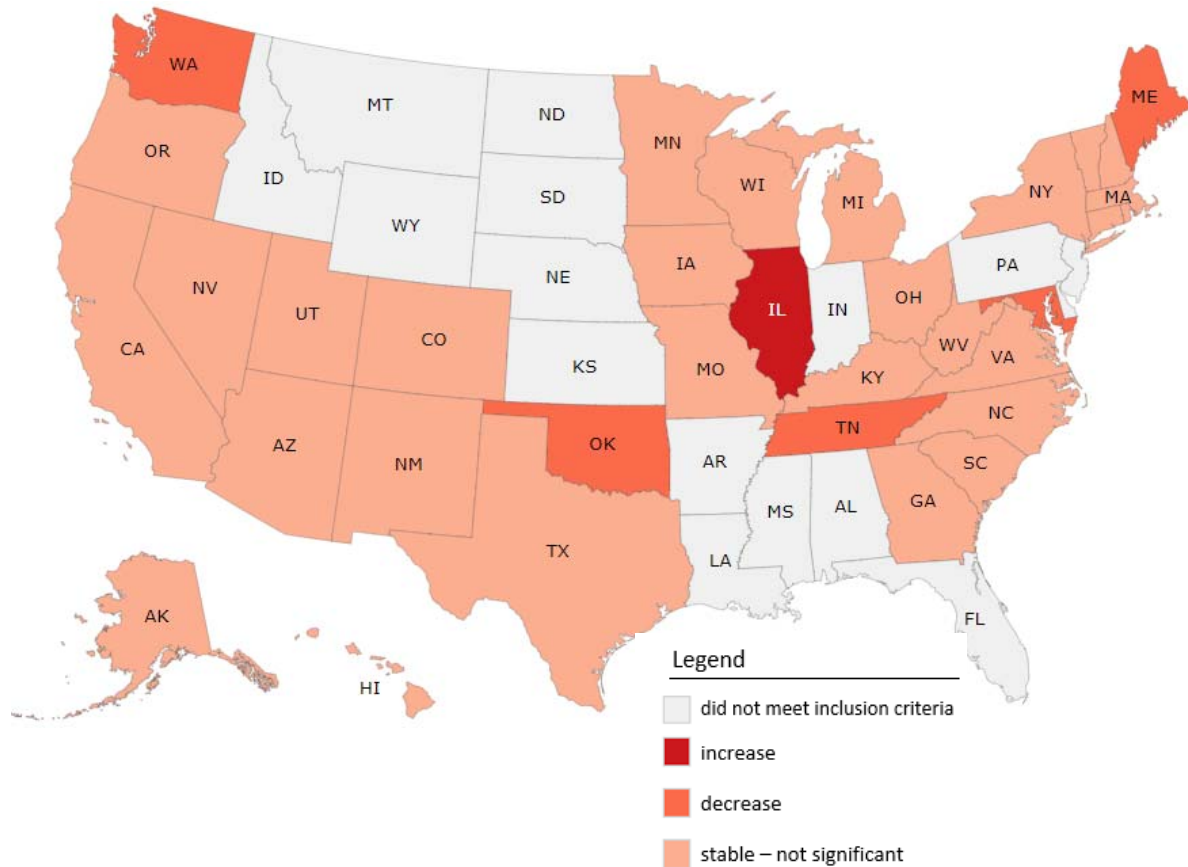 WA
ME
MT
ND
MN
OR
ID
SD
WI
MI
NY
MA
WY
IA
PA
NE
NV
UT
CO
IL
IN
OH
WV
VA
CA
KS
MO
KY
NC
TN
AZ
NM
OK
AR
SC
GA
MS
AL
TX
LA
AK
FL
HI
Legend
did not meet inclusion criteria
increase
decrease
stable – not significant